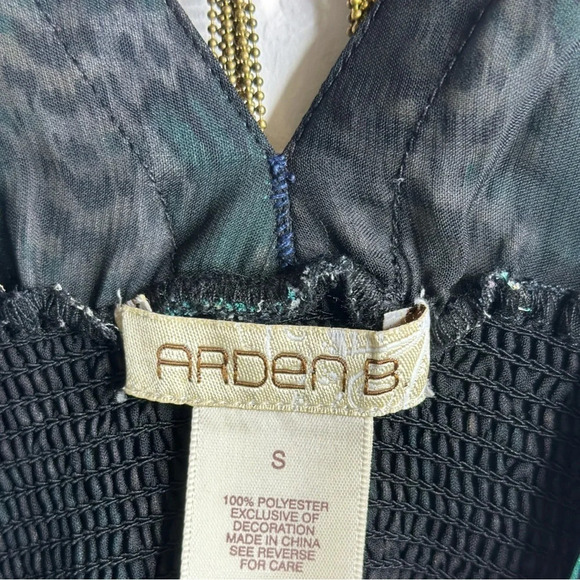 ARDen B.
S
100% POLYESTER
EXCLUSIVE OF
DECORATION
MADE IN CHINA
SEE REVERSE
FOR CARE